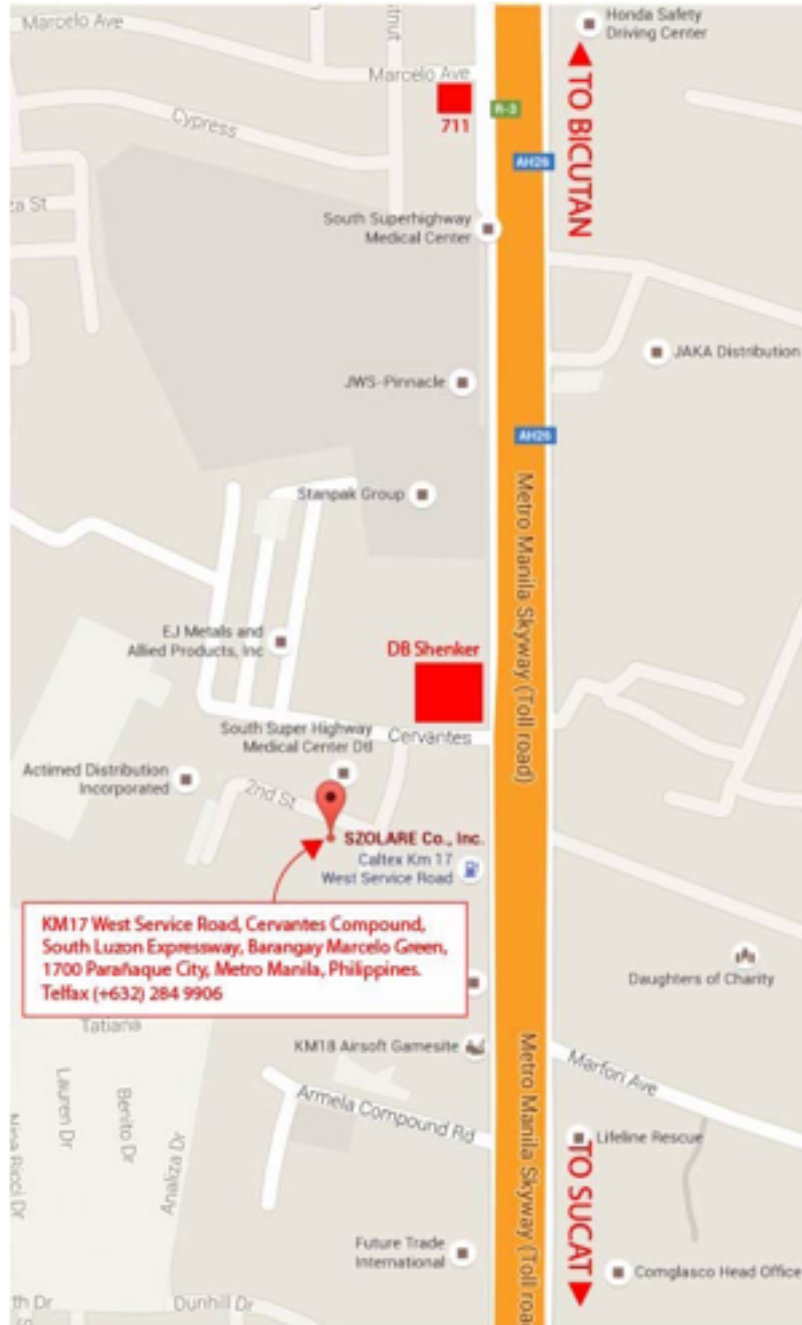 Marcelo Ave
Honda Safety
Driving Center
TO BICUTAN
Marcelo Ave
711
R-3
Cypress
AH26
za St
South Superhighway
Medical Center
JAKA Distribution
JWS-Pinnacle
AH26
Stanpak Group
Metro Manila Skyway (Toll road)
EJ Metals and
Allied Products, Inc
DB Shenker
South Super Highway
Medical Center Dtl
Cervantes
Actimed Distribution
Incorporated
2nd St
SZOLARE Co., Inc.
Caltex Km 17
West Service Road
KM17 West Service Road, Cervantes Compound,
South Luzon Expressway, Barangay Marcelo Green,
1700 Parañaque City, Metro Manila, Philippines.
Telfax (+632) 284 9906
Daughters of Charity
Tatiana
KM18 Airsoft Gamesite
Metro Manila Skyway (Toll roa
Marfori Ave
Lauren Dr
Benito Dr
Analiza Dr
Nina Ricci Dr
Armela Compound Rd
Lifeline Rescue
TO SUCAT
Future Trade
International
Comglasco Head Office
th Dr
Dunhill Dr